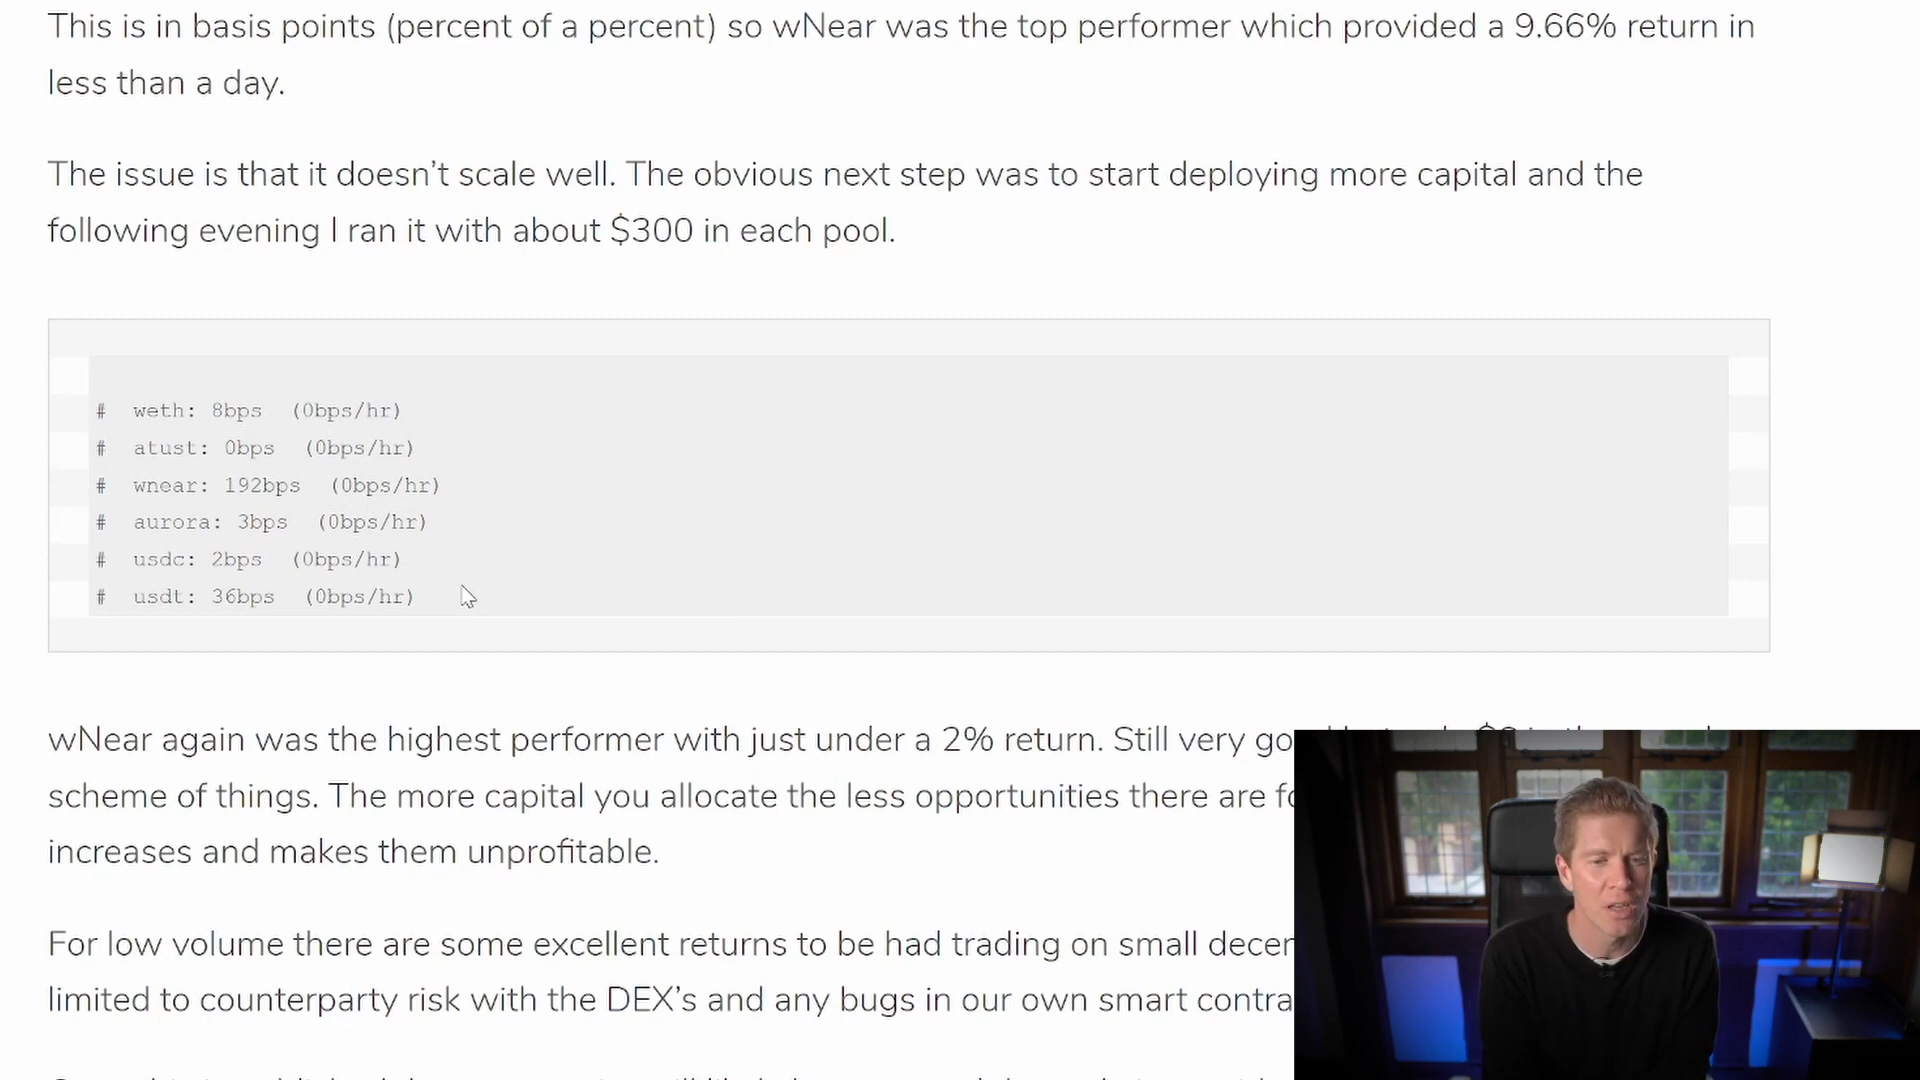 This is in basis points (percent of a percent) so wNear was the top performer which provided a 9.66% return in
less than a day.
The issue is that it doesn't scale well. The obvious next step was to start deploying more capital and the
following evening I ran it with about $300 in each pool.
# weth: 8bps (0bps/hr)
# atust: 0bps (0bps/hr)
# wnear: 192bps (0bps/hr)
# aurora: 3bps (0bps/hr)
# usdc: 2bps (0bps/hr)
# usdt: 36bps (0bps/hr)
wNear again was the highest performer with just under a 2% return. Still very
scheme of things. The more capital you allocate the less opportunities there are
increases and makes them unprofitable.
For low volume there are some excellent returns to be had trading on small
limited to counterparty risk with the DEX's and any bugs in our own smart